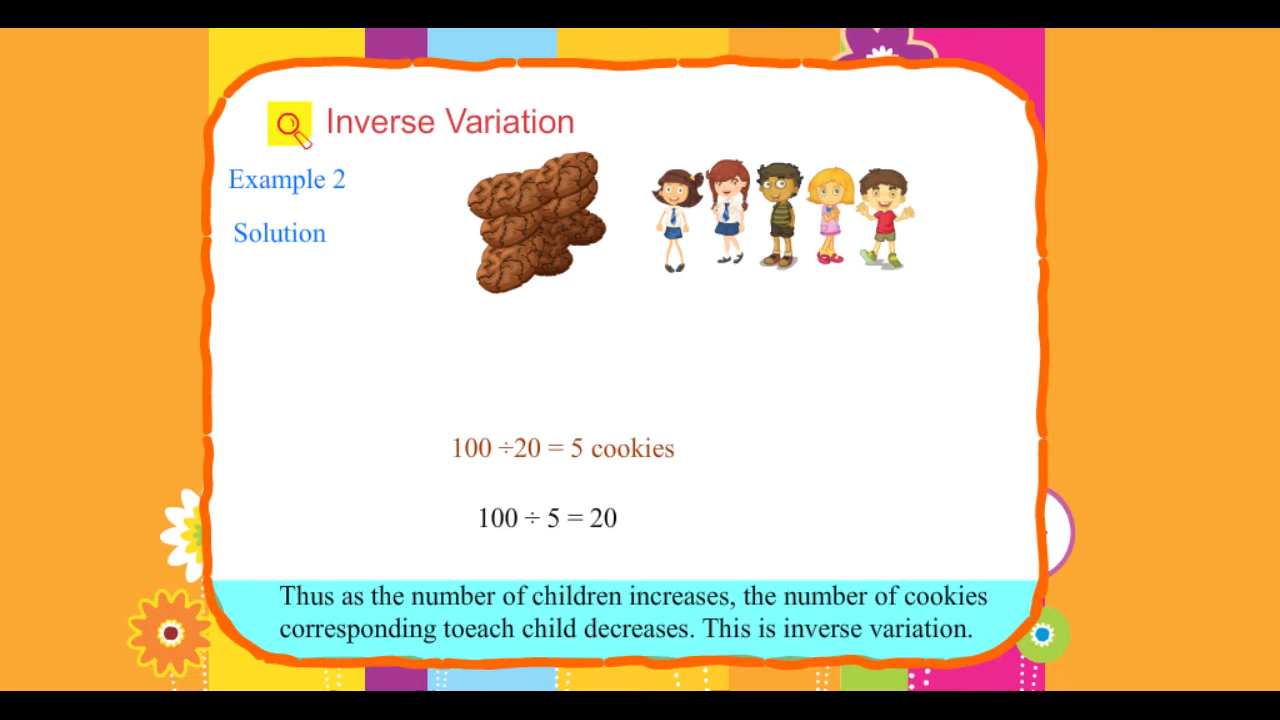 Inverse Variation
Example 2
Solution
100 ÷20 = 5 cookies
100 ÷ 5 = 20
Thus as the number of children increases, the number of cookies
corresponding toeach child decreases. This is inverse variation.